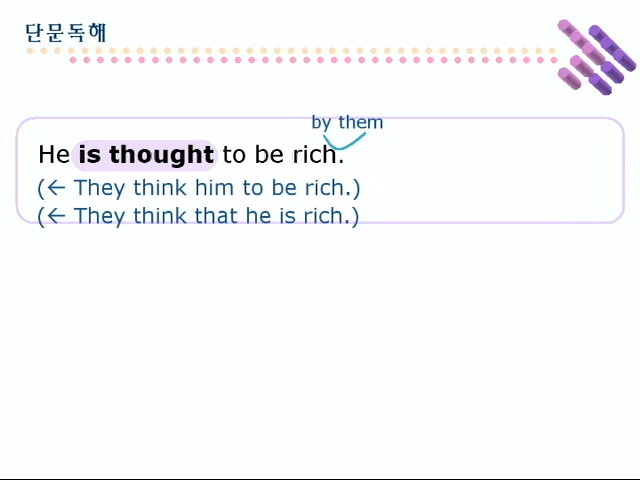 단문독해
by them
He is thought to be rich.
(← They think him to be rich.)
(← They think that he is rich.)